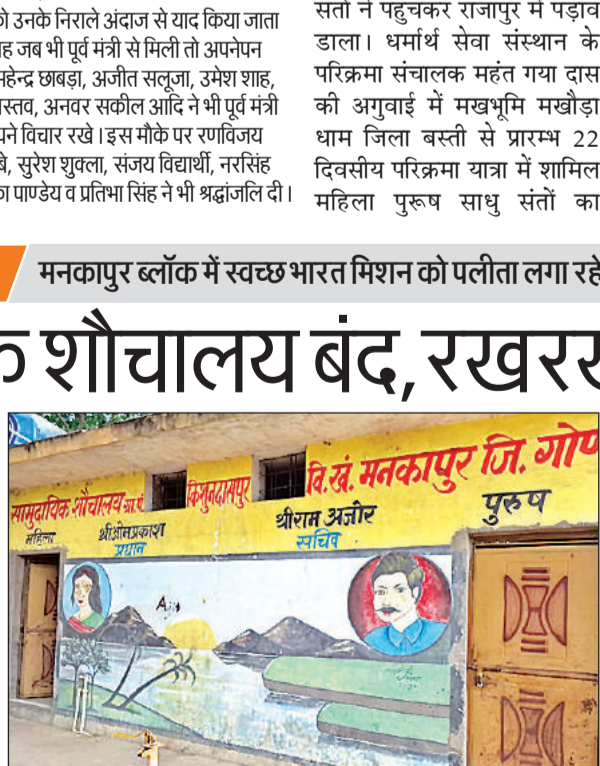 को उनके निराले अंदाज से याद किया जाता
वह जब भी पूर्व मंत्री से मिली तो अपनेपन
महेन्द्र छाबड़ा, अजीत सलूजा, उमेश शाह,
अनवर सकील आदि ने भी पूर्व मंत्री
अपने विचार रखे। इस मौके पर रणविजय
सुरेश शुक्ला, संजय विद्यार्थी, नरसिंह
पाण्डेय व प्रतिभा सिंह ने भी श्रद्धांजलि दी।
संतों ने पहुंचकर राजापुर में पड़ाव
डाला। धर्मार्थ सेवा संस्थान के
परिक्रमा संचालक महंत गया दास
की अगुवाई में मखभूमि मखौड़ा
धाम जिला बस्ती से प्रारम्भ 22
दिवसीय परिक्रमा यात्रा में शामिल
महिला पुरूष साधु संतों का
मनकापुर ब्लॉक में स्वच्छ भारत मिशन को पलीता लगा रहे
शौचालय बंद, रखर
सामुदायिक शौचालय ग्रा.पं. किशुनदासपुर वि.खं. मनकापुर जि. गोण
महिला श्री ओमप्रकाश श्रीराम अजोर पुरुष
प्रधान सचिव